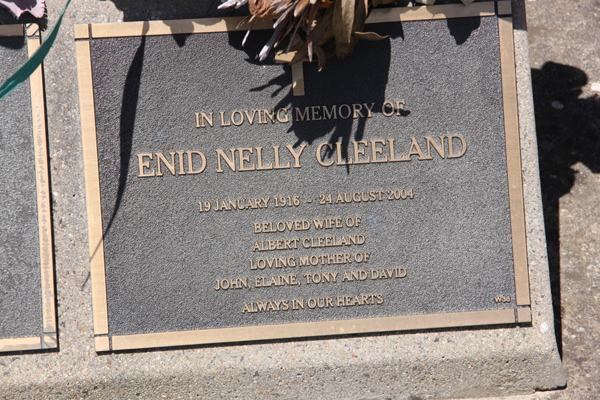 IN LOVING MEMORY OF
ENID NELLY CLEELAND
19 JANUARY 1916 - 24 AUGUST 2004
BELOVED WIFE OF
ALBERT CLEELAND
LOVING MOTHER OF
JOHN, ELAINE, TONY AND DAVID
ALWAYS IN OUR HEARTS